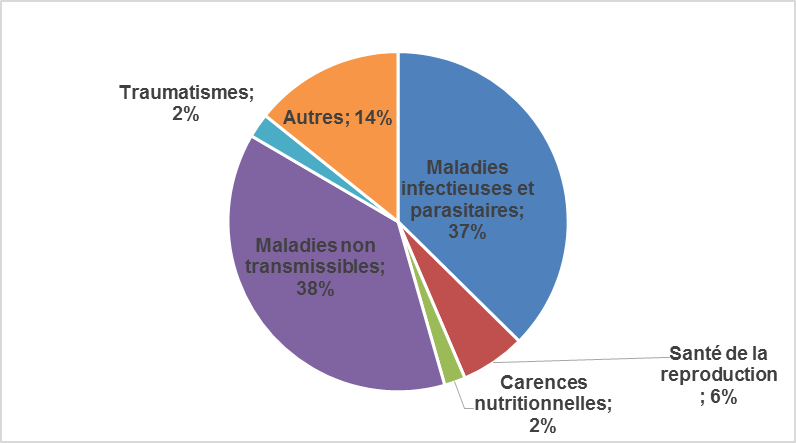 Traumatismes;
2%
Autres; 14%
Maladies
infectieuses et
parasitaires;
37%
Maladies non
transmissibles;
38%
Santé de la
reproduction
; 6%
Carences
nutritionnelles;
2%